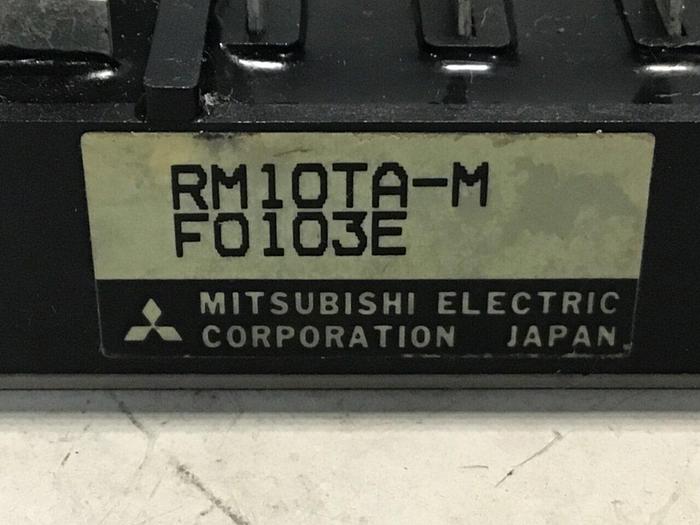 RM10TA-M
F0103E
MITSUBISHI ELECTRIC
CORPORATION JAPAN